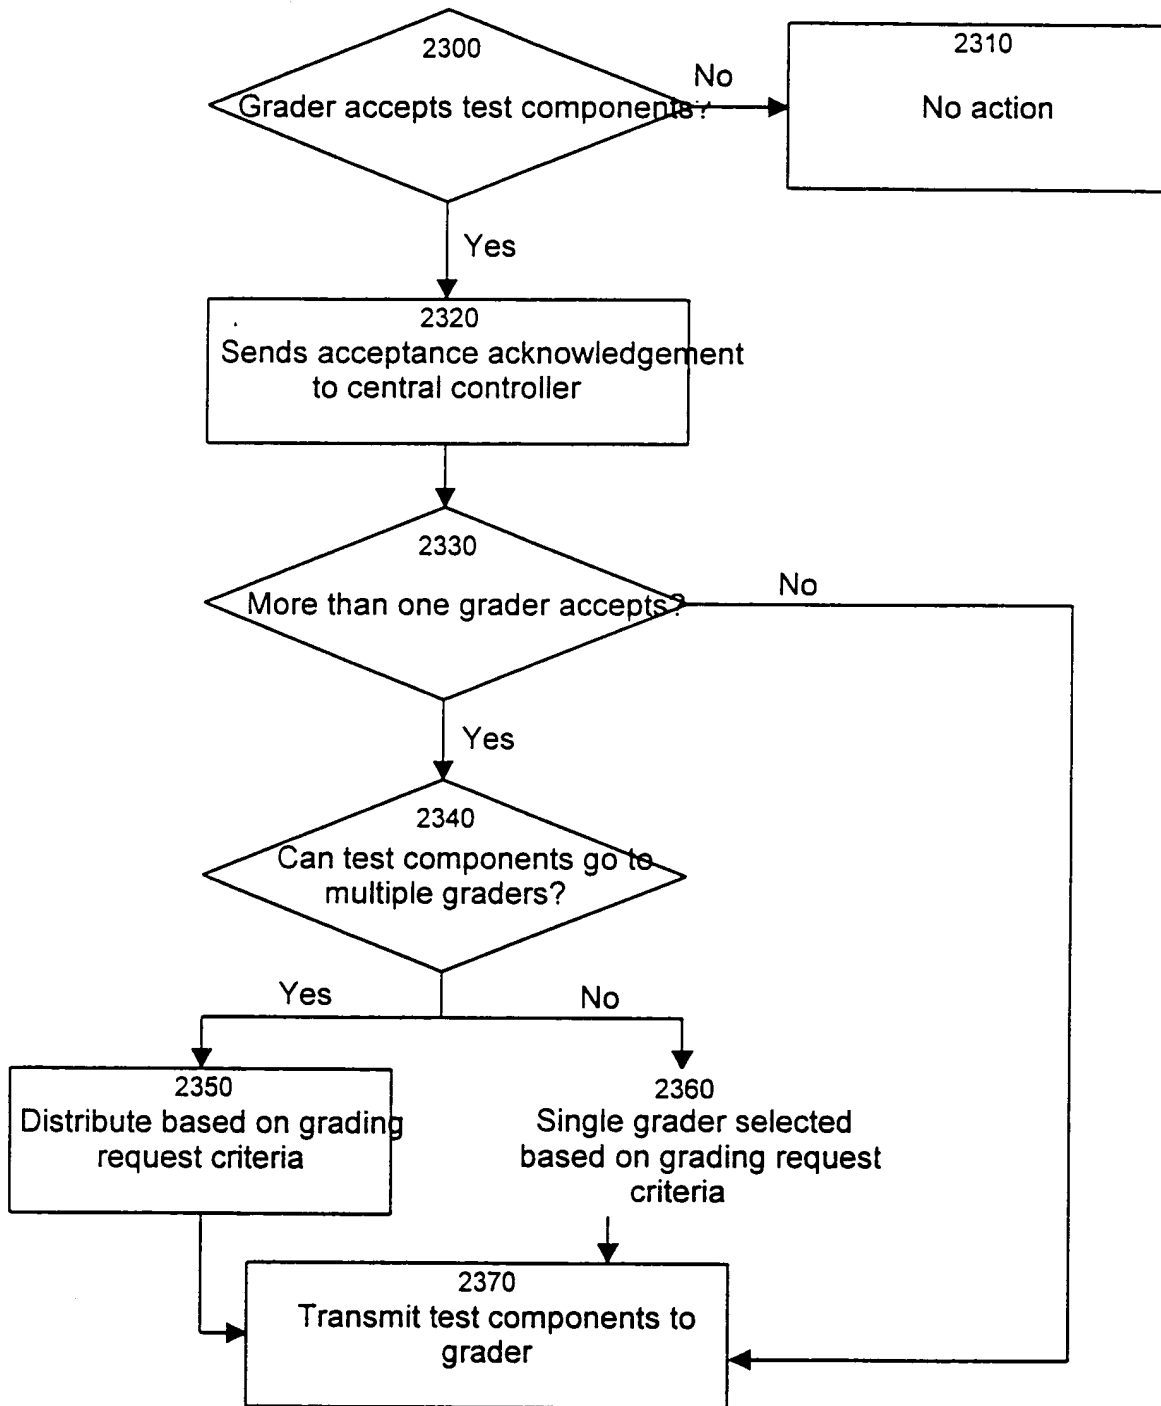 2300
Grader accepts test components?
No
2310
No action
Yes
2320
Sends acceptance acknowledgement
to central controller
2330
More than one grader accepts?
No
Yes
2340
Can test components go to
multiple graders?
Yes
No
2350
Distribute based on grading
request criteria
2360
Single grader selected
based on grading request
criteria
2370
Transmit test components to
grader